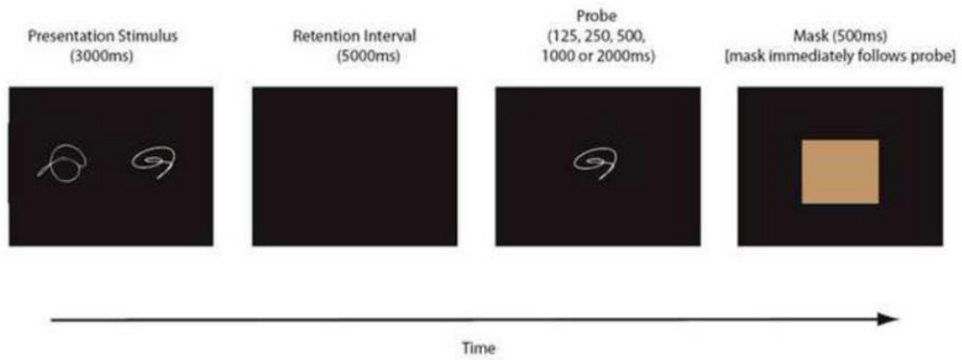 Presentation Stimulus
(3000ms)
Retention Interval
(5000ms)
Probe
(125, 250, 500,
1000 or 2000ms)
Mask (500ms)
[mask immediately follows probe]
Time